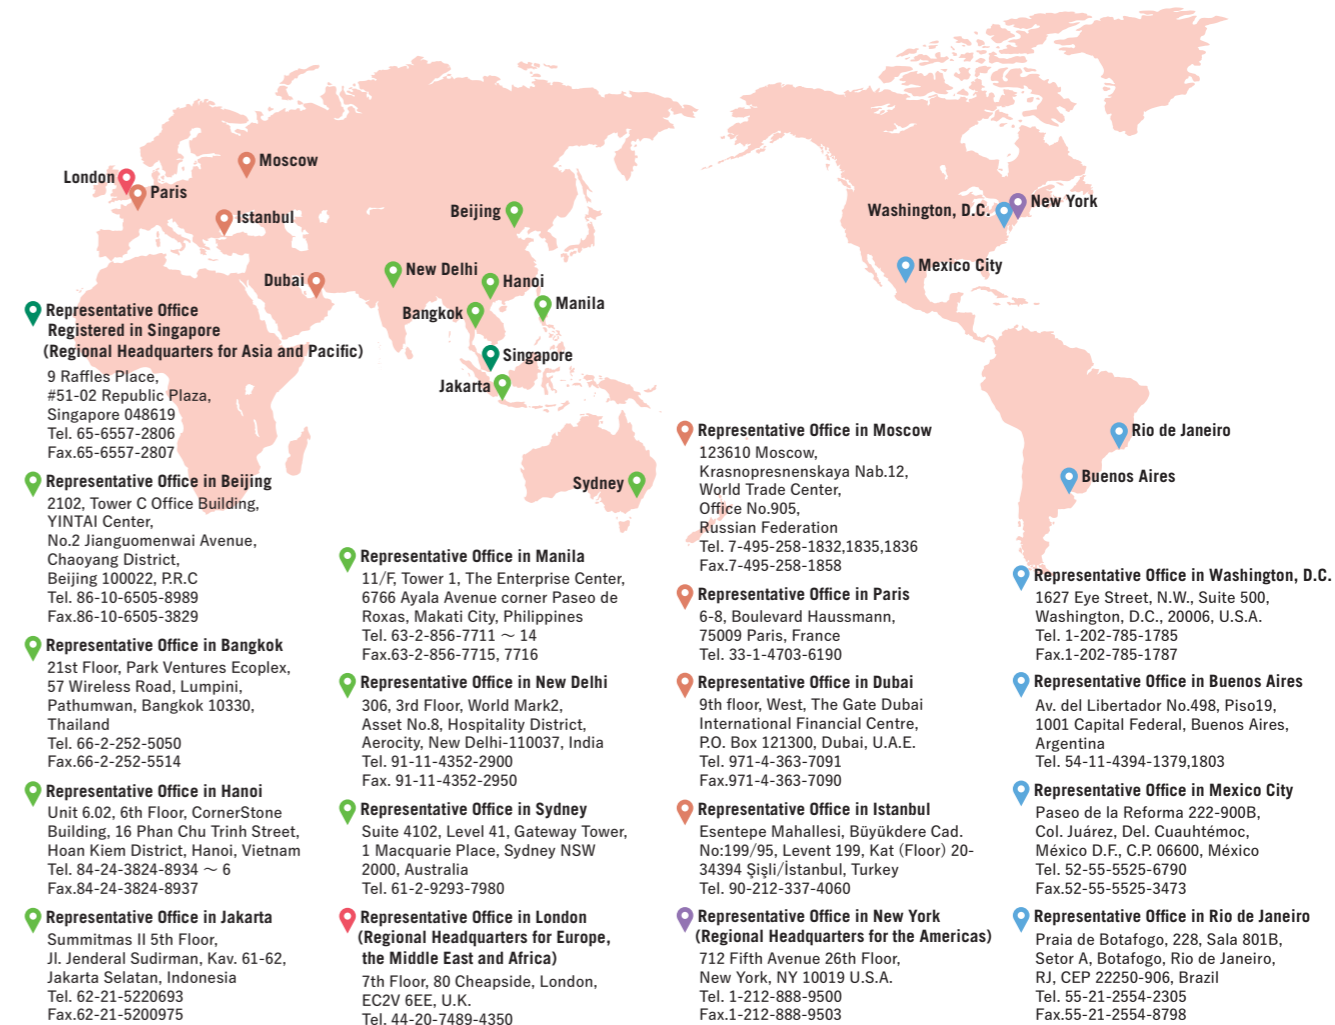 Moscow
London
Paris
Istanbul
Beijing
Dubai
New Delhi
Hanoi
Bangkok
Manila
Singapore
Jakarta
Sydney
Washington, D.C.
New York
Mexico City
Rio de Janeiro
Buenos Aires
Representative Office
Registered in Singapore
(Regional Headquarters for Asia and Pacific)
9 Raffles Place,
#51-02 Republic Plaza,
Singapore 048619
Tel. 65-6557-2806
Fax.65-6557-2807
Representative Office in Beijing
2102, Tower C Office Building,
YINTAI Center,
No.2 Jianguomenwai Avenue,
Chaoyang District,
Beijing 100022, P.R.C
Tel. 86-10-6505-8989
Fax.86-10-6505-3829
Representative Office in Bangkok
21st Floor, Park Ventures Ecoplex,
57 Wireless Road, Lumpini,
Pathumwan, Bangkok 10330,
Thailand
Tel. 66-2-252-5050
Fax.66-2-252-5514
Representative Office in Hanoi
Unit 6.02, 6th Floor, CornerStone
Building, 16 Phan Chu Trinh Street,
Hoan Kiem District, Hanoi, Vietnam
Tel. 84-24-3824-8934 ～ 6
Fax.84-24-3824-8937
Representative Office in Jakarta
Summitmas II 5th Floor,
Jl. Jenderal Sudirman, Kav. 61-62,
Jakarta Selatan, Indonesia
Tel. 62-21-5220693
Fax.62-21-5200975
Representative Office in Manila
11/F, Tower 1, The Enterprise Center,
6766 Ayala Avenue corner Paseo de
Roxas, Makati City, Philippines
Tel. 63-2-856-7711 ～ 14
Fax.63-2-856-7715, 7716
Representative Office in New Delhi
306, 3rd Floor, World Mark2,
Asset No.8, Hospitality District,
Aerocity, New Delhi-110037, India
Tel. 91-11-4352-2900
Fax. 91-11-4352-2950
Representative Office in Sydney
Suite 4102, Level 41, Gateway Tower,
1 Macquarie Place, Sydney NSW
2000, Australia
Tel. 61-2-9293-7980
Representative Office in London
(Regional Headquarters for Europe,
the Middle East and Africa)
7th Floor, 80 Cheapside, London,
EC2V 6EE, U.K.
Tel. 44-20-7489-4350
Representative Office in Moscow
123610 Moscow,
Krasnopresnenskaya Nab.12,
World Trade Center,
Office No.905,
Russian Federation
Tel. 7-495-258-1832,1835,1836
Fax.7-495-258-1858
Representative Office in Paris
6-8, Boulevard Haussmann,
75009 Paris, France
Tel. 33-1-4703-6190
Representative Office in Dubai
9th floor, West, The Gate Dubai
International Financial Centre,
P.O. Box 121300, Dubai, U.A.E.
Tel. 971-4-363-7091
Fax.971-4-363-7090
Representative Office in Istanbul
Esentepe Mahallesi, Büyükdere Cad.
No:199/95, Levent 199, Kat (Floor) 20-
34394 Şişli/İstanbul, Turkey
Tel. 90-212-337-4060
Representative Office in New York
(Regional Headquarters for the Americas)
712 Fifth Avenue 26th Floor,
New York, NY 10019 U.S.A.
Tel. 1-212-888-9500
Fax.1-212-888-9503
Representative Office in Washington, D.C.
1627 Eye Street, N.W., Suite 500,
Washington, D.C., 20006, U.S.A.
Tel. 1-202-785-1785
Fax.1-202-785-1787
Representative Office in Buenos Aires
Av. del Libertador No.498, Piso19,
1001 Capital Federal, Buenos Aires,
Argentina
Tel. 54-11-4394-1379,1803
Representative Office in Mexico City
Paseo de la Reforma 222-900B,
Col. Juárez, Del. Cuauhtémoc,
México D.F., C.P. 06600, México
Tel. 52-55-5525-6790
Fax.52-55-5525-3473
Representative Office in Rio de Janeiro
Praia de Botafogo, 228, Sala 801B,
Setor A, Botafogo, Rio de Janeiro,
RJ, CEP 22250-906, Brazil
Tel. 55-21-2554-2305
Fax.55-21-2554-8798